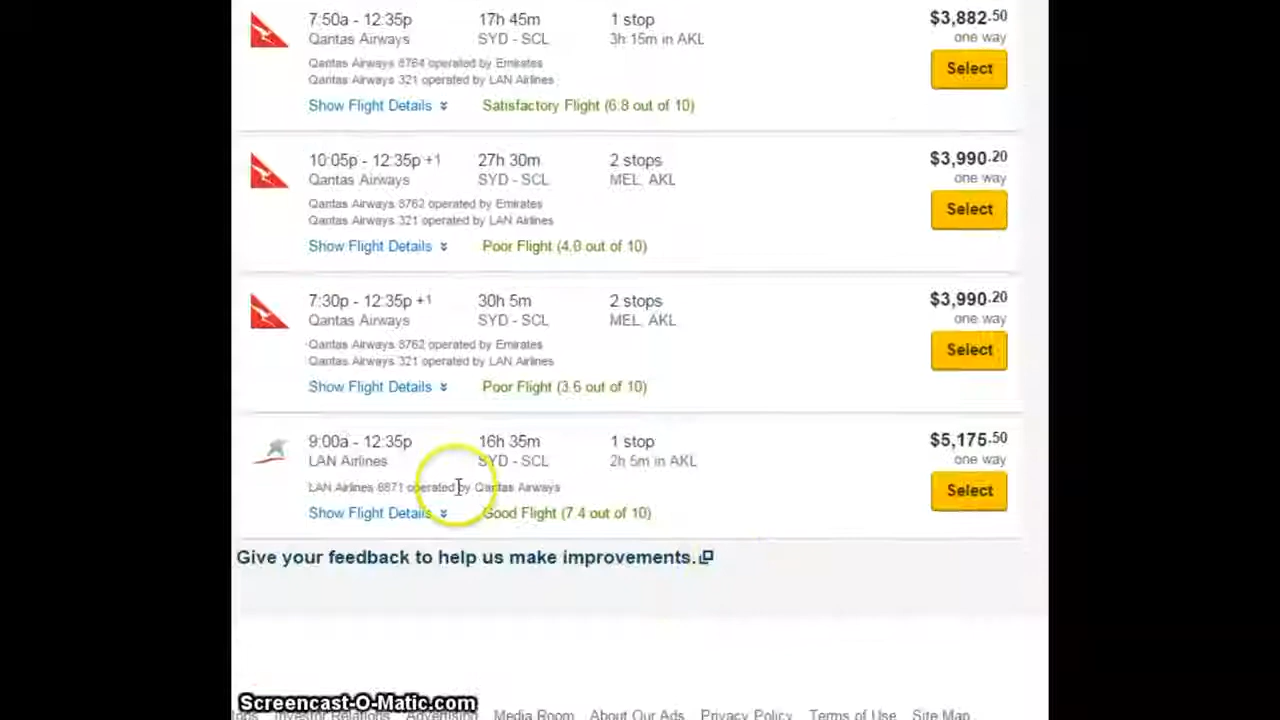 7:50a - 12:35p 17h 45m 1 stop $3,882.50
Qantas Airways SYD - SCL 3h 15m in AKL one way
Qantas Airways 8764 operated by Emirates
Qantas Airways 321 operated by LAN Airlines
Select
Show Flight Details Satisfactory Flight (6.8 out of 10)
10:05p - 12:35p +1 27h 30m 2 stops $3,990.20
Qantas Airways SYD - SCL MEL, AKL one way
Qantas Airways 8762 operated by Emirates
Qantas Airways 321 operated by LAN Airlines
Select
Show Flight Details Poor Flight (4.0 out of 10)
7:30p - 12:35p +1 30h 5m 2 stops $3,990.20
Qantas Airways SYD - SCL MEL, AKL one way
Qantas Airways 8762 operated by Emirates
Qantas Airways 321 operated by LAN Airlines
Select
Show Flight Details Poor Flight (3.6 out of 10)
9:00a - 12:35p 16h 35m 1 stop $5,175.50
LAN Airlines SYD - SCL 2h 5m in AKL one way
LAN Airlines 6871 operated by Qantas Airways
Select
Show Flight Details Good Flight (7.4 out of 10)
Give your feedback to help us make improvements.
Screencast-O-Matic.com
Investor Relations Advertising Media Room About Our Ads Privacy Policy Terms of Use Site Map